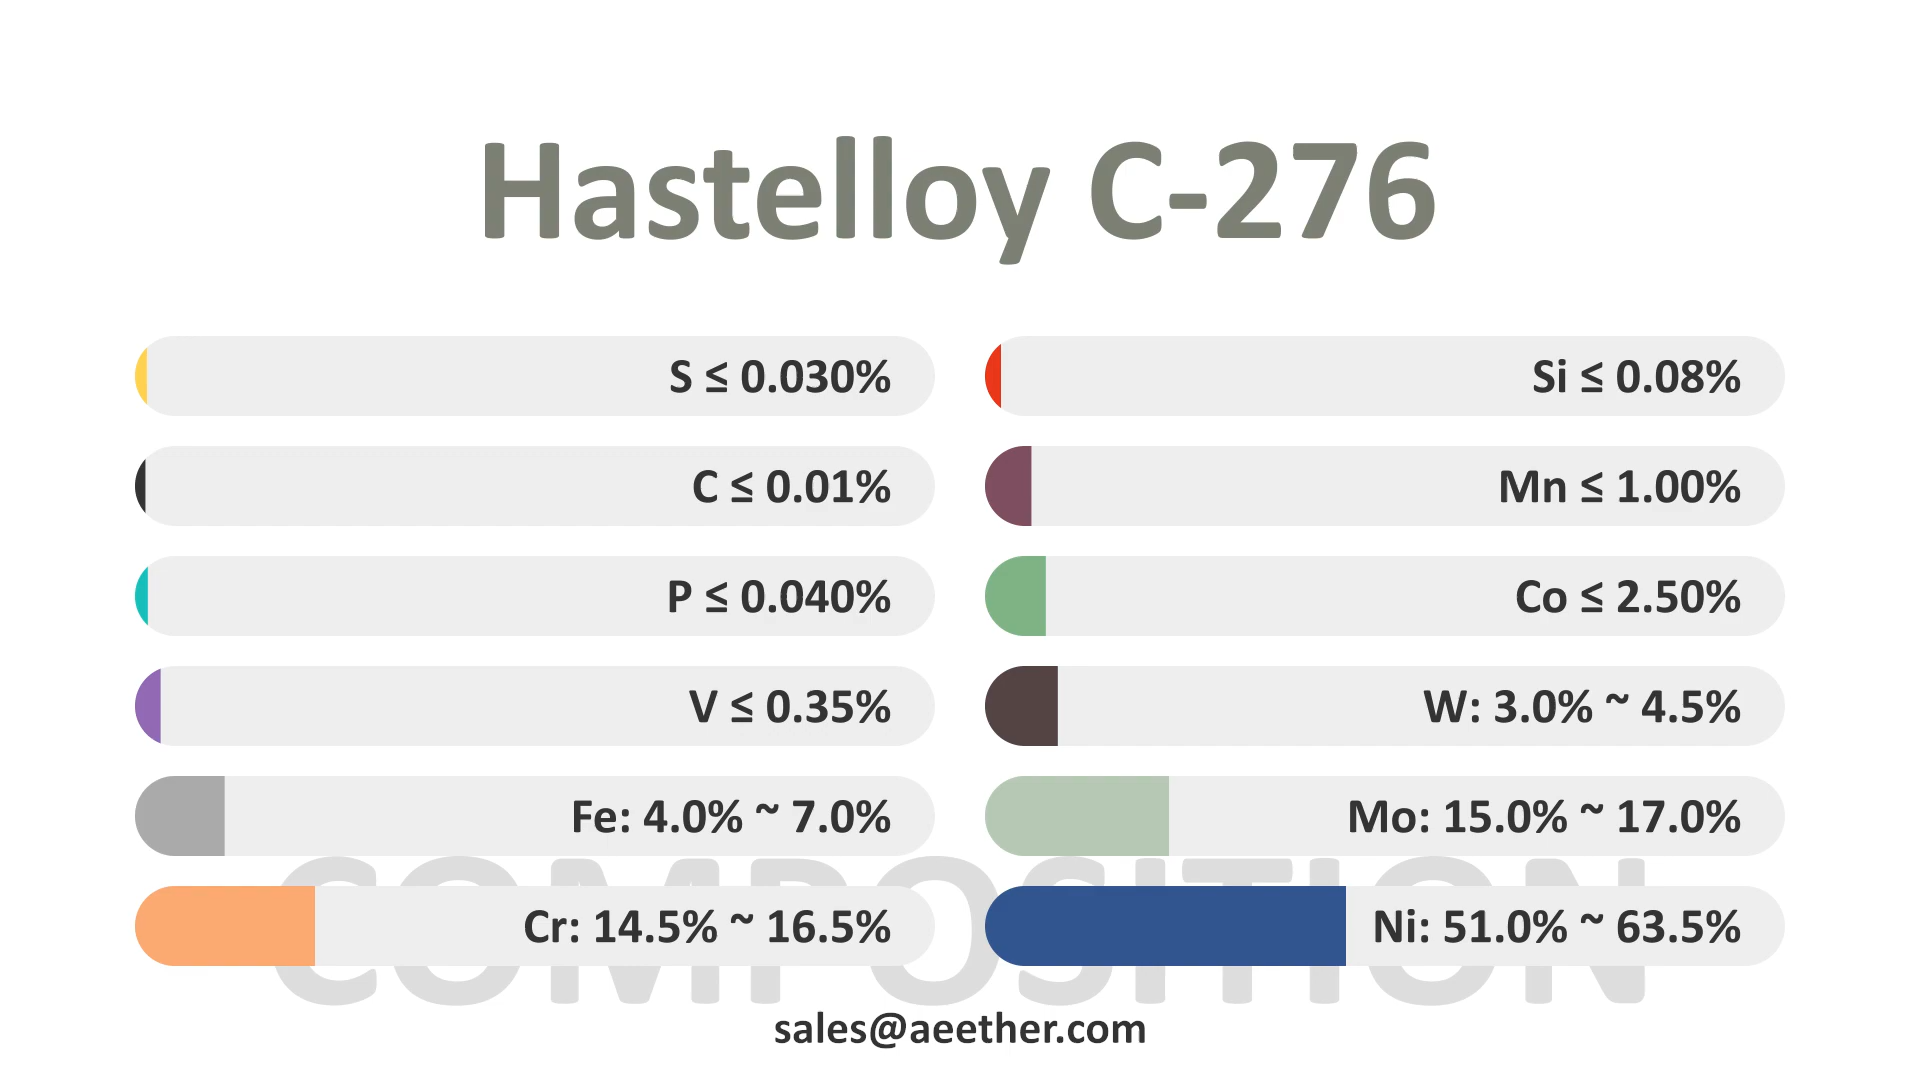 Hastelloy C-276
S ≤ 0.030%
Si ≤ 0.08%
C ≤ 0.01%
Mn ≤ 1.00%
P ≤ 0.040%
Co ≤ 2.50%
V ≤ 0.35%
W: 3.0% ~ 4.5%
Fe: 4.0% ~ 7.0%
Mo: 15.0% ~ 17.0%
Cr: 14.5% ~ 16.5%
Ni: 51.0% ~ 63.5%
COMPOSITION
sales@aeether.com